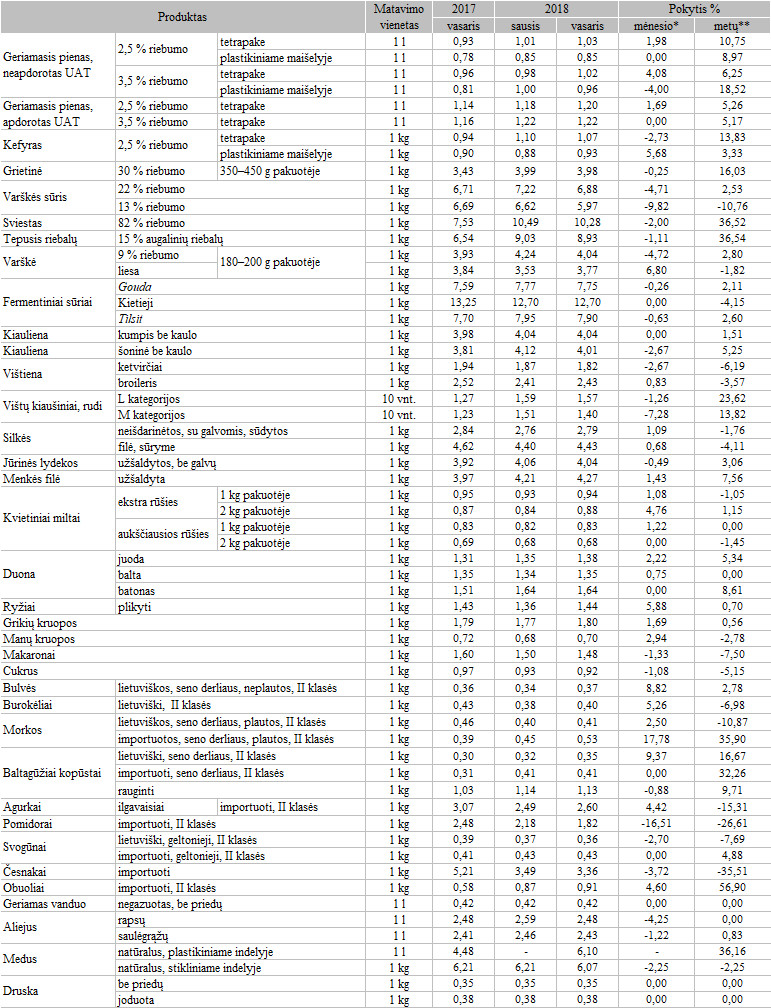 Produktas Matavimo vienetas 2017 2018 Pokytis %
vasaris sausis vasaris mėnesio* metų**
Geriamas pienas, neapdorotas UAT 2,5 % riebumo tetrapake 1 l 0,93 1,01 1,03 1,98 10,75
plastikiniame maišelyje 1 l 0,78 0,85 0,85 0,00 8,97
3,5 % riebumo tetrapake 1 l 0,96 0,98 1,02 4,08 6,25
plastikiniame maišelyje 1 l 0,81 1,00 0,96 -4,00 18,52
Geriamasis pienas, apdorotas UAT 2,5 % riebumo tetrapake 1 l 1,14 1,18 1,20 1,69 5,26
3,5 % riebumo tetrapake 1 l 1,16 1,22 1,22 0,00 5,17
Kefyras 2,5 % riebumo tetrapake 1 kg 0,94 1,10 1,07 -2,73 13,83
plastikiniame maišelyje 1 kg 0,90 0,88 0,93 5,68 3,33
Grietinė 30 % riebumo 350–450 g pakuotėje 1 kg 3,43 3,99 3,98 -0,25 16,03
Varškės sūris 22 % riebumo 1 kg 6,71 7,22 6,88 -4,71 2,53
13 % riebumo 1 kg 6,69 6,62 5,97 -9,82 -10,76
Sviestas 82 % riebumo 1 kg 7,53 10,49 10,28 -2,00 36,52
Tepusis riebalų 15 % augalinių riebalų 1 kg 6,54 9,03 8,93 -1,11 36,54
Varškė 9 % riebumo 180–200 g pakuotėje 1 kg 3,93 4,24 4,04 -4,72 2,80
liesa 1 kg 3,84 3,53 3,77 6,80 -1,82
Fermentiniai sūriai Gouda 1 kg 7,59 7,77 7,75 -0,26 2,11
Kietieji 1 kg 13,25 12,70 12,70 0,00 -4,15
Tilsit 1 kg 7,70 7,95 7,90 -0,63 2,60
Kiauliena kumpis be kaulo 1 kg 3,98 4,04 4,04 0,00 1,51
Kiauliena šoninė be kaulo 1 kg 3,81 4,12 4,01 -2,67 5,25
Vištiena ketvirčiai 1 kg 1,94 1,87 1,82 -2,67 -6,19
broileris 1 kg 2,52 2,41 2,43 0,83 -3,57
Vištų kiaušiniai, rudi L kategorijos 10 vnt. 1,27 1,59 1,57 -1,26 23,62
M kategorijos 10 vnt. 1,23 1,51 1,40 -7,28 13,82
Silkės neišdarinėtos, su galvomis, sūdytos 1 kg 2,84 2,76 2,79 1,09 -1,76
filė, sūryme 1 kg 4,62 4,40 4,43 0,68 -4,11
Jūrinės lydekos užšaldytos, be galvų 1 kg 3,92 4,06 4,04 -0,49 3,06
Menkės filė užšaldyta 1 kg 3,97 4,21 4,27 1,43 7,56
Kvietiniai miltai ekstra rūšies 1 kg pakuotėje 1 kg 0,95 0,93 0,94 1,08 -1,05
2 kg pakuotėje 1 kg 0,87 0,84 0,88 4,76 1,15
aukščiausios rūšies 1 kg pakuotėje 1 kg 0,83 0,82 0,83 1,22 0,00
2 kg pakuotėje 1 kg 0,69 0,68 0,68 0,00 -1,45
Duona juoda 1 kg 1,31 1,35 1,38 2,22 5,34
balta 1 kg 1,35 1,34 1,35 0,75 0,00
batonas 1 kg 1,51 1,64 1,64 0,00 8,61
Ryžiai plikyti 1 kg 1,43 1,36 1,44 5,88 0,70
Grikių kruopos 1 kg 1,79 1,77 1,80 1,69 0,56
Manų kruopos 1 kg 0,72 0,68 0,70 2,94 -2,78
Makaronai 1 kg 1,60 1,50 1,48 -1,33 -7,50
Cukrus 1 kg 0,97 0,93 0,92 -1,08 -5,15
Bulvės lietuviškos, seno derliaus, neplautos, II klasės 1 kg 0,36 0,34 0,37 8,82 2,78
Burokėliai lietuviški, II klasės 1 kg 0,43 0,38 0,40 5,26 -6,98
Morkos lietuviškos, seno derliaus, plautos, II klasės 1 kg 0,46 0,40 0,41 2,50 -10,87
importuotos, seno derliaus, plautos, II klasės 1 kg 0,39 0,45 0,53 17,78 35,90
Baltagūžiai kopūstai lietuviški, seno derliaus, II klasės 1 kg 0,30 0,32 0,35 9,37 16,67
importuoti, seno derliaus, II klasės 1 kg 0,31 0,41 0,41 0,00 32,26
rauginti 1 kg 1,03 1,14 1,13 -0,88 9,71
Agurkai ilgavaisiai importuoti, II klasės 1 kg 3,07 2,49 2,60 4,42 -15,31
Pomidorai importuoti, II klasės 1 kg 2,48 2,18 1,82 -16,51 -26,61
Svogūnai lietuviški, geltonieji, II klasės 1 kg 0,39 0,37 0,36 -2,70 -7,69
importuoti, geltonieji, II klasės 1 kg 0,41 0,43 0,43 0,00 4,88
Česnakai importuoti 1 kg 5,21 3,49 3,36 -3,72 -35,51
Obuoliai importuoti, II klasės 1 kg 0,58 0,87 0,91 4,60 56,90
Geriamas vanduo negazuotas, be priedų 1 l 0,42 0,42 0,42 0,00 0,00
Aliejus rapsų 1 l 2,48 2,59 2,48 -4,25 0,00
saulėgrąžų 1 l 2,41 2,46 2,43 -1,22 0,83
Medus natūralus, plastikiniame indelyje 1 l 4,48 - 6,10 - 36,16
natūralus, stikliniame indelyje 1 kg 6,21 6,21 6,07 -2,25 -2,25
Druska be priedų 1 kg 0,35 0,35 0,35 0,00 0,00
joduota 1 kg 0,38 0,38 0,38 0,00 0,00